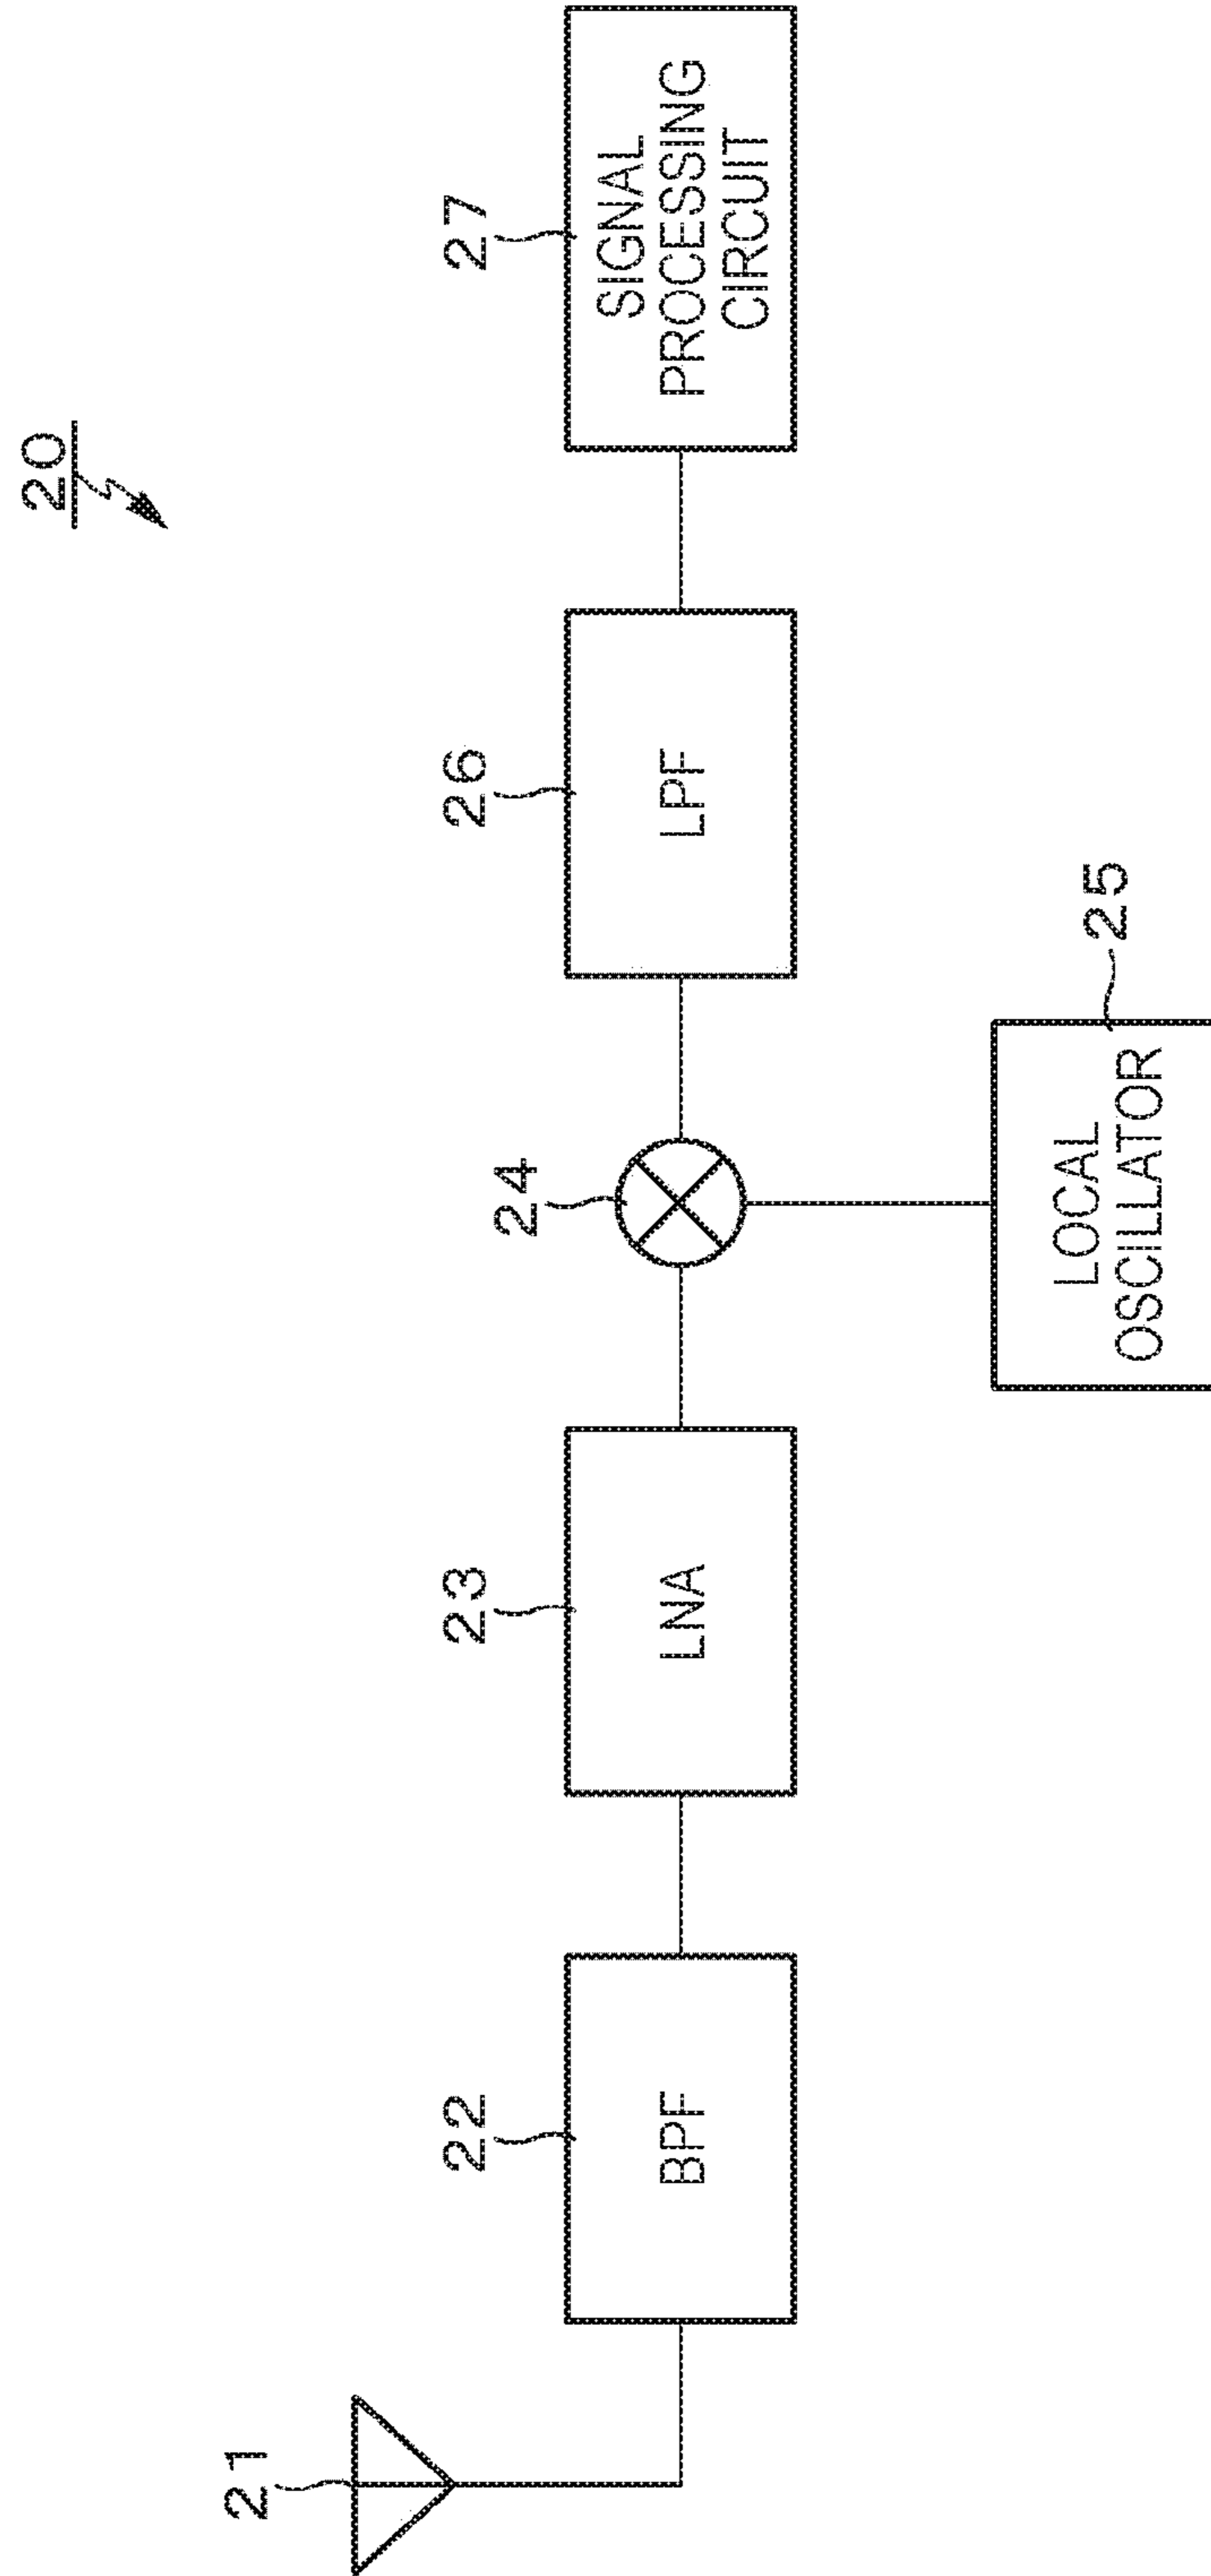 20
21
22
BPF
23
LNA
24
25
LOCAL
OSCILLATOR
26
LPF
27
SIGNAL
PROCESSING
CIRCUIT